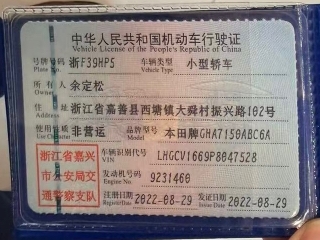 中华人民共和国机动车行驶证
Vehicle License of the People's Republic of China
号牌号码 浙F39HP5 车辆类型 小型轿车
Plate No. Vehicle Type
所有人 余定松
Owner
住址 浙江省嘉善县西塘镇大舜村振兴路102号
Address
使用性质 非营运 品牌型号 本田牌GHA7150ABC6A
Use Character Model
浙江省嘉兴
市公安局交
通警察支队
车辆识别代号 LHGCV1669P8047528
VIN
发动机号码 9231460
Engine No.
注册日期 2022-08-29 发证日期 2022-08-29
Register Date Issue Date